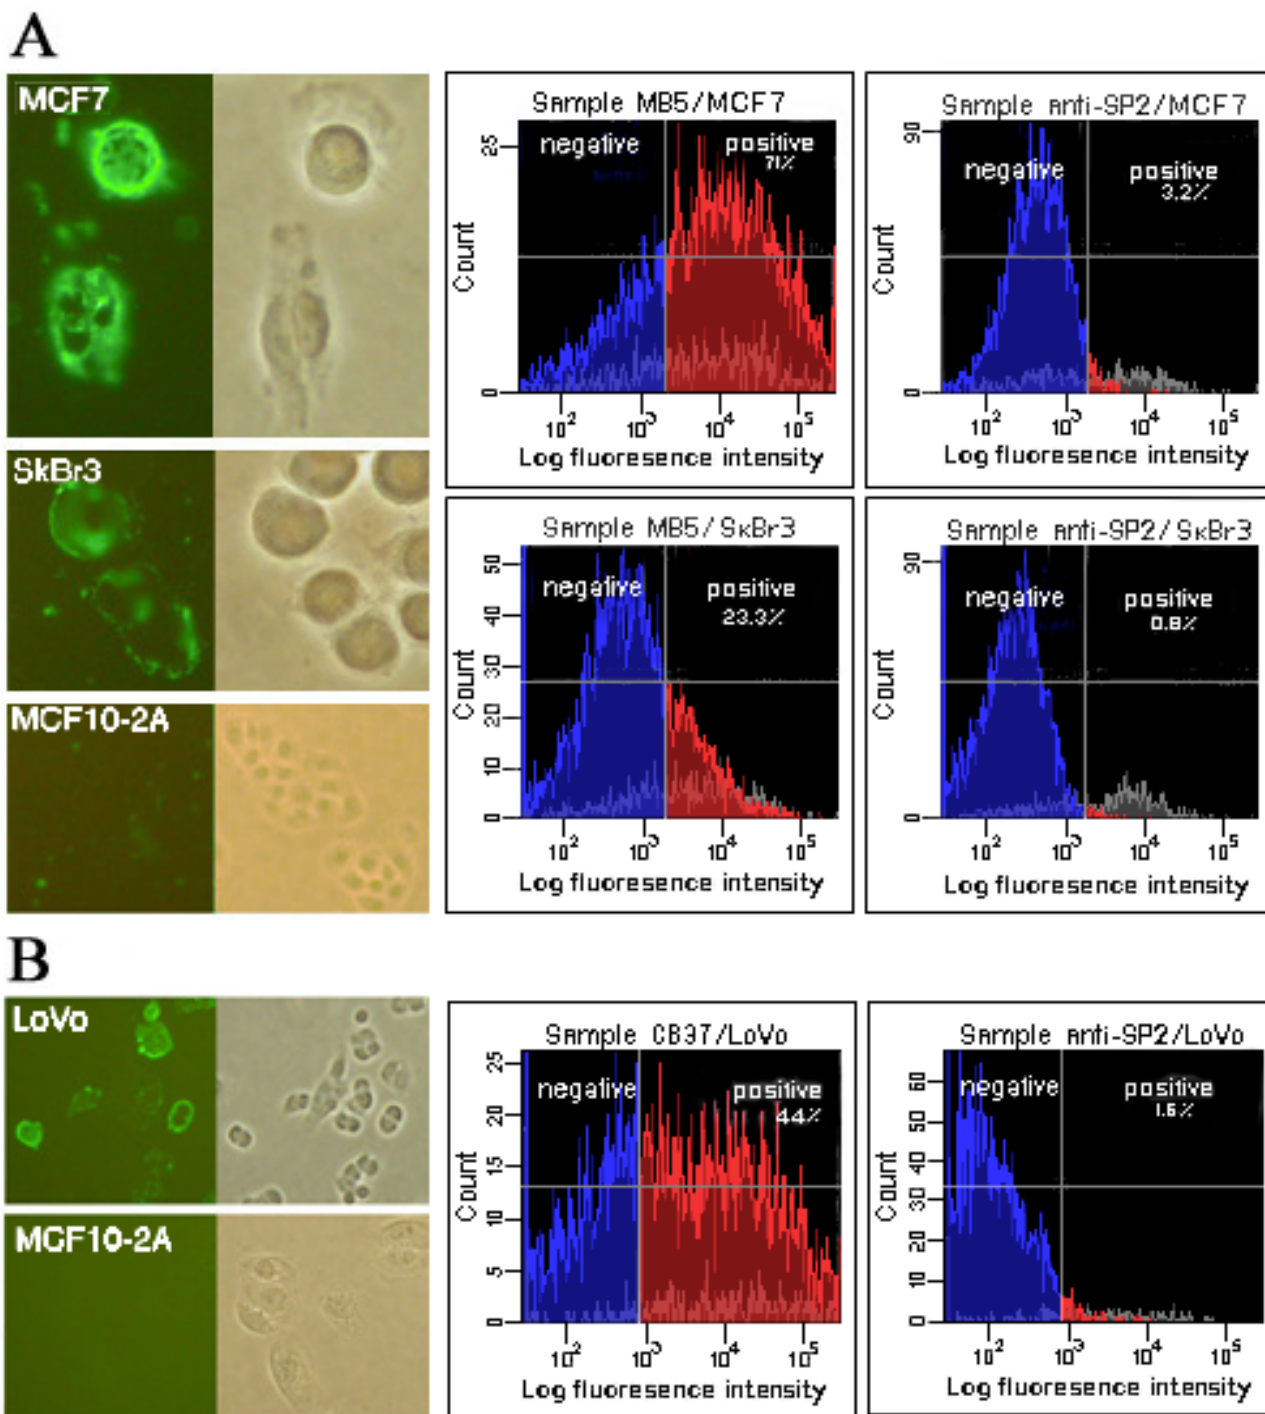 A
MCF7
Sample MB5/MCF7
negative
positive
71%
25
0
Count
10²
10³
10⁴
10⁵
Log fluoresence intensity
Sample anti-SP2/MCF7
negative
positive
3.2%
90
0
Count
10²
10³
10⁴
10⁵
Log fluoresence intensity
SkBr3
Sample MB5/SkBr3
negative
positive
23.3%
50
40
30
20
10
0
Count
10²
10³
10⁴
10⁵
Log fluoresence intensity
Sample anti-SP2/SkBr3
negative
positive
0.8%
90
0
Count
10²
10³
10⁴
10⁵
Log fluoresence intensity
MCF10-2A
B
LoVo
Sample CB37/LoVo
negative
positive
44%
25
20
15
10
5
0
Count
10²
10³
10⁴
10⁵
Log fluoresence intensity
Sample anti-SP2/LoVo
negative
positive
1.6%
60
50
40
30
20
10
0
Count
10²
10³
10⁴
10⁵
Log fluoresence intensity
MCF10-2A